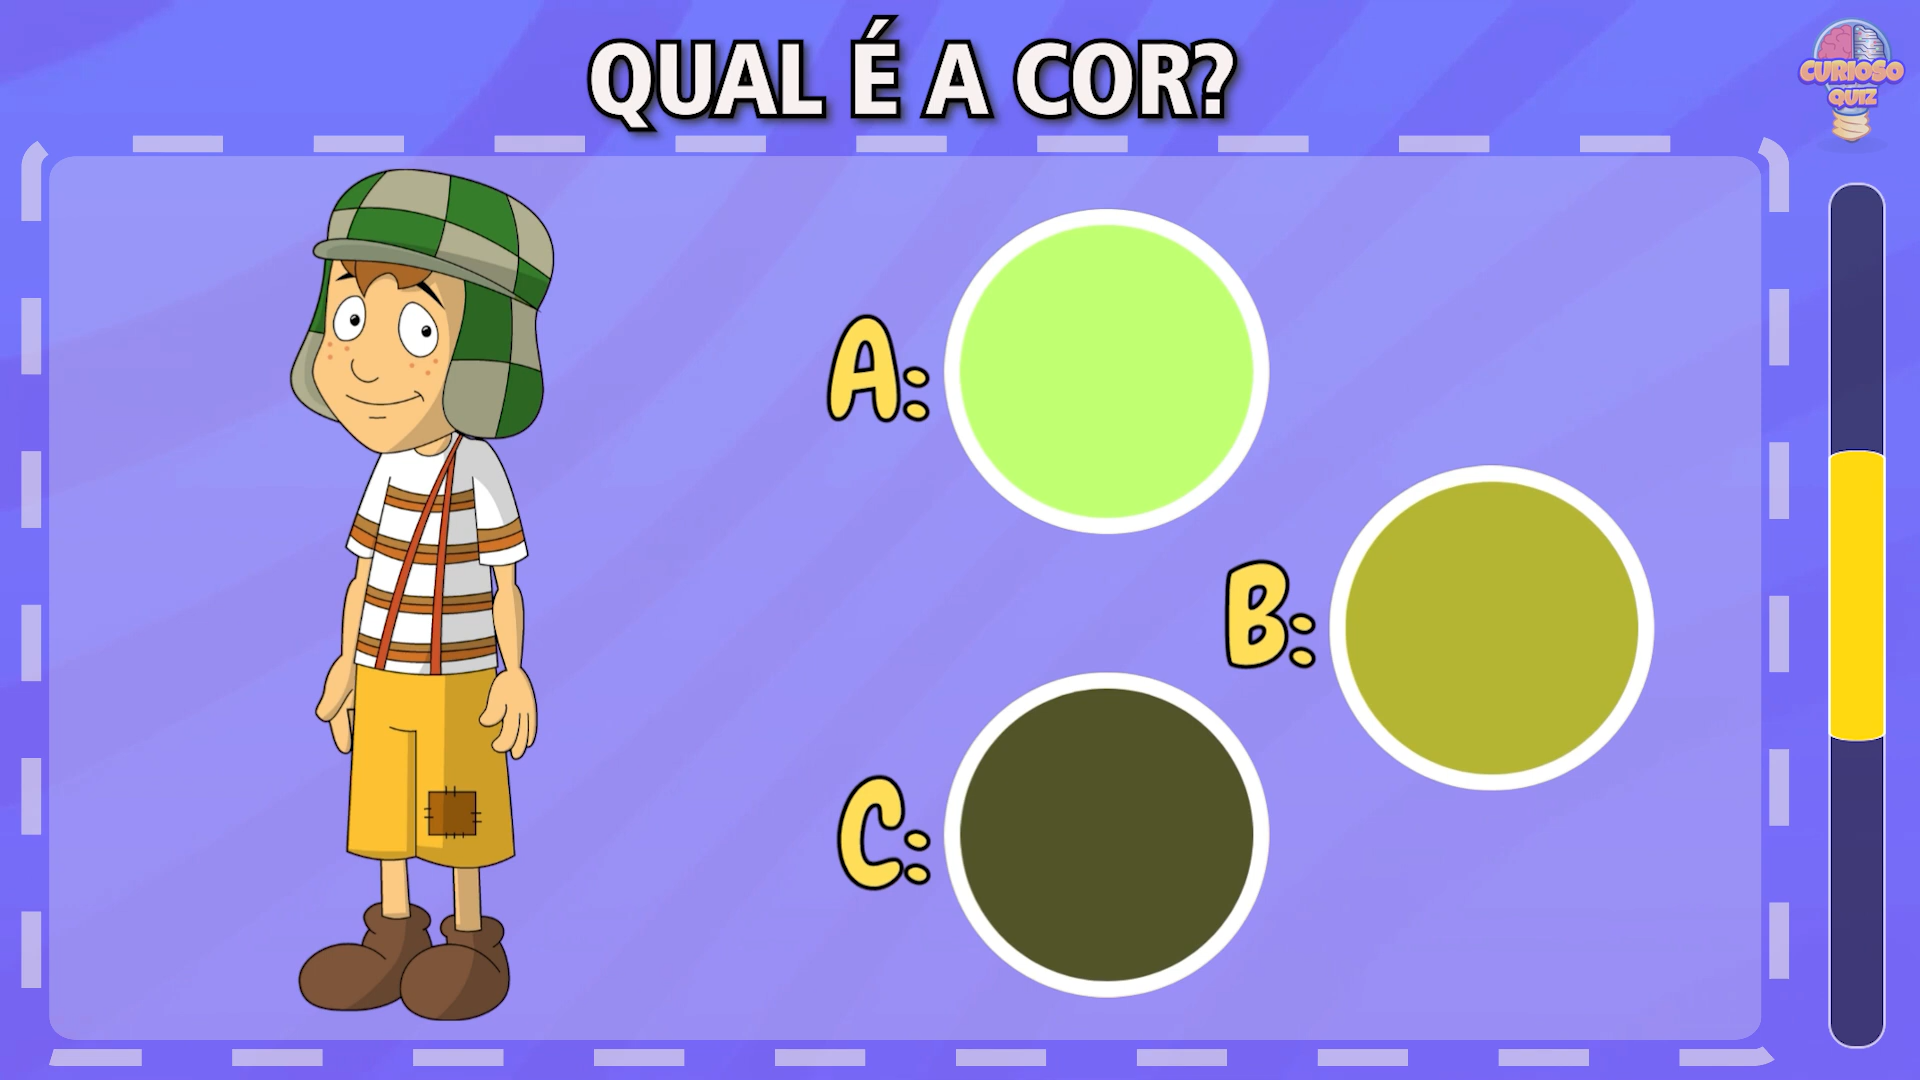 QUAL É A COR?
CURIOSO
QUIZ
A:
B:
C: